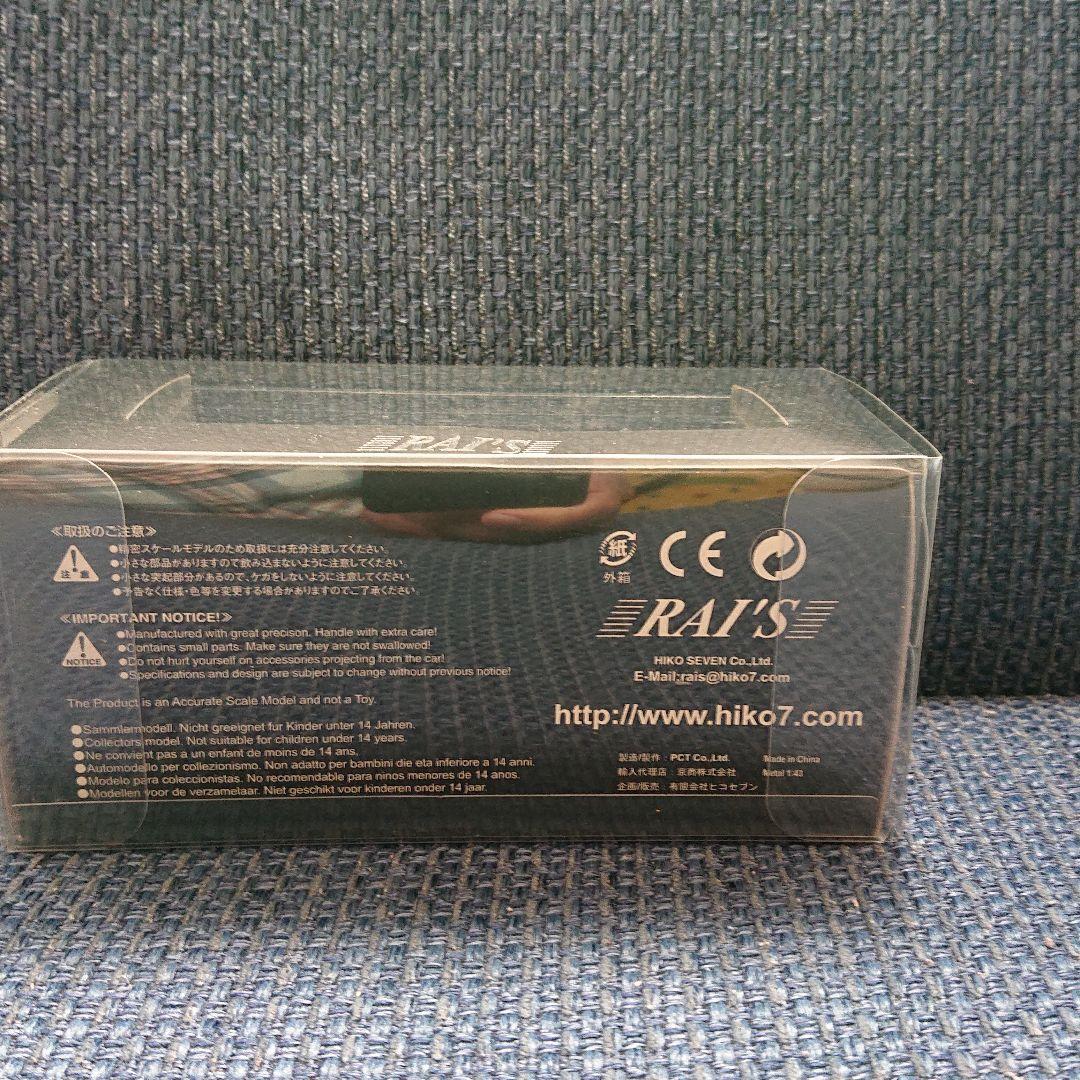 RAI'S
≪取扱のご注意≫
注意
●精密スケールモデルのため取扱には充分注意してください。
●小さな部品がありますので飲み込まないように注意してください。
●小さな突起部分があるので、ケガをしないように注意してください。
●予告なく仕様・色等を変更する場合がありますのでご了承ください。
≪IMPORTANT NOTICE!≫
NOTICE
●Manufactured with great precison. Handle with extra care!
●Contains small parts. Make sure they are not swallowed!
●Do not hurt yourself on accessories projecting from the car!
●Specifications and design are subject to change without previous notice!
The Product is an Accurate Scale Model and not a Toy.
●Sammlermodell. Nicht greignet fur Kinder unter 14 Jahren.
●Collectors model. Not suitable for children under 14 years.
●Ne convient pas a un enfant de moins de 14 ans.
●Automodello per collezionismo. Non adatto per bambini die eta inferiore a 14 anni.
●Modelo para coleccionistas. No recomendable para ninos menores de 14 anos.
●Modellen voor de verzametaar. Niet geschikt voor kinderen onder 14 jaar.
紙
外箱
CE
RAI'S
HIKO SEVEN Co.,Ltd.
E-Mail;rais@hiko7.com
http://www.hiko7.com
製造/製作：PCT Co.,Ltd.
輸入代理店：京商株式会社
企画/販売：有限会社ヒコセブン
Made in China
Metal 1:43